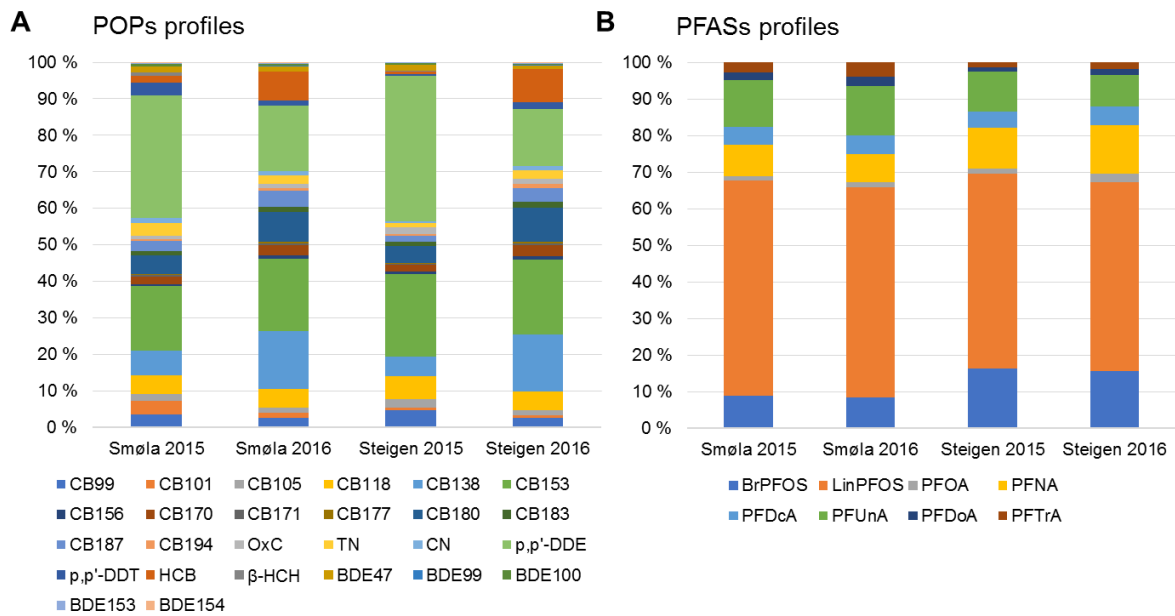 A POPs profiles
100 %
90 %
80 %
70 %
60 %
50 %
40 %
30 %
20 %
10 %
0 %
Smøla 2015 Smøla 2016 Steigen 2015 Steigen 2016
CB99 CB101 CB105 CB118 CB138 CB153
CB156 CB170 CB171 CB177 CB180 CB183
CB187 CB194 OxC TN CN p,p'-DDE
p,p'-DDT HCB β-HCH BDE47 BDE99 BDE100
BDE153 BDE154
B PFASs profiles
100 %
90 %
80 %
70 %
60 %
50 %
40 %
30 %
20 %
10 %
0 %
Smøla 2015 Smøla 2016 Steigen 2015 Steigen 2016
BrPFOS LinPFOS PFOA PFNA
PFDcA PFUnA PFDoA PFTrA